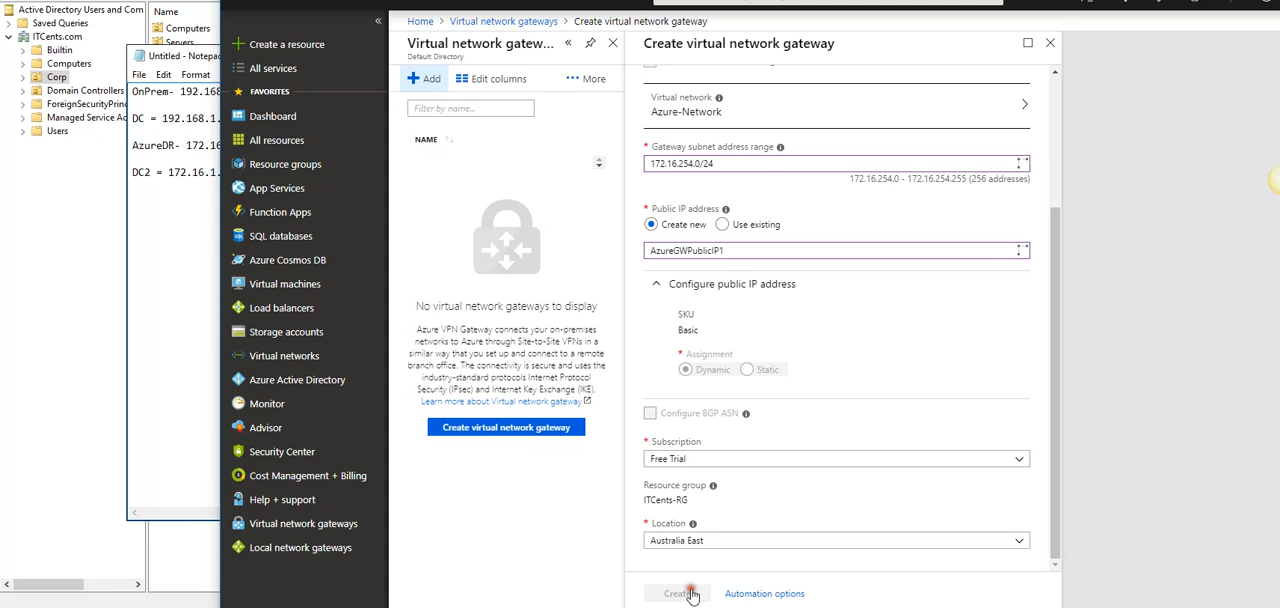 Active Directory Users and Com
Saved Queries
ITCents.com
Builtin
Computers
Corp
Domain Controllers
ForeignSecurityPrinc
Managed Service Ac
Users
Name
Computers
Servers
Untitled - Notepa
File Edit Format
OnPrem- 192.168
DC = 192.168.1.
AzureDR- 172.16
DC2 = 172.16.1.
Create a resource
All services
FAVORITES
Dashboard
All resources
Resource groups
App Services
Function Apps
SQL databases
Azure Cosmos DB
Virtual machines
Load balancers
Storage accounts
Virtual networks
Azure Active Directory
Monitor
Advisor
Security Center
Cost Management + Billing
Help + support
Virtual network gateways
Local network gateways
Home > Virtual network gateways > Create virtual network gateway
Virtual network gatew...
Default Directory
Add Edit columns ••• More
Filter by name...
NAME
No virtual network gateways to display
Azure VPN Gateway connects your on-premises
networks to Azure through Site-to-Site VPNs in a
similar way that you set up and connect to a remote
branch office. The connectivity is secure and uses the
industry-standard protocols Internet Protocol
Security (IPsec) and Internet Key Exchange (IKE).
Learn more about Virtual network gateway
Create virtual network gateway
Create virtual network gateway
Virtual network
Azure-Network
* Gateway subnet address range
172.16.254.0/24
172.16.254.0 - 172.16.254.255 (256 addresses)
* Public IP address
Create new Use existing
AzureGWPublicIP1
Configure public IP address
SKU
Basic
* Assignment
Dynamic Static
Configure BGP ASN
* Subscription
Free Trial
Resource group
ITCents-RG
* Location
Australia East
Create
Automation options